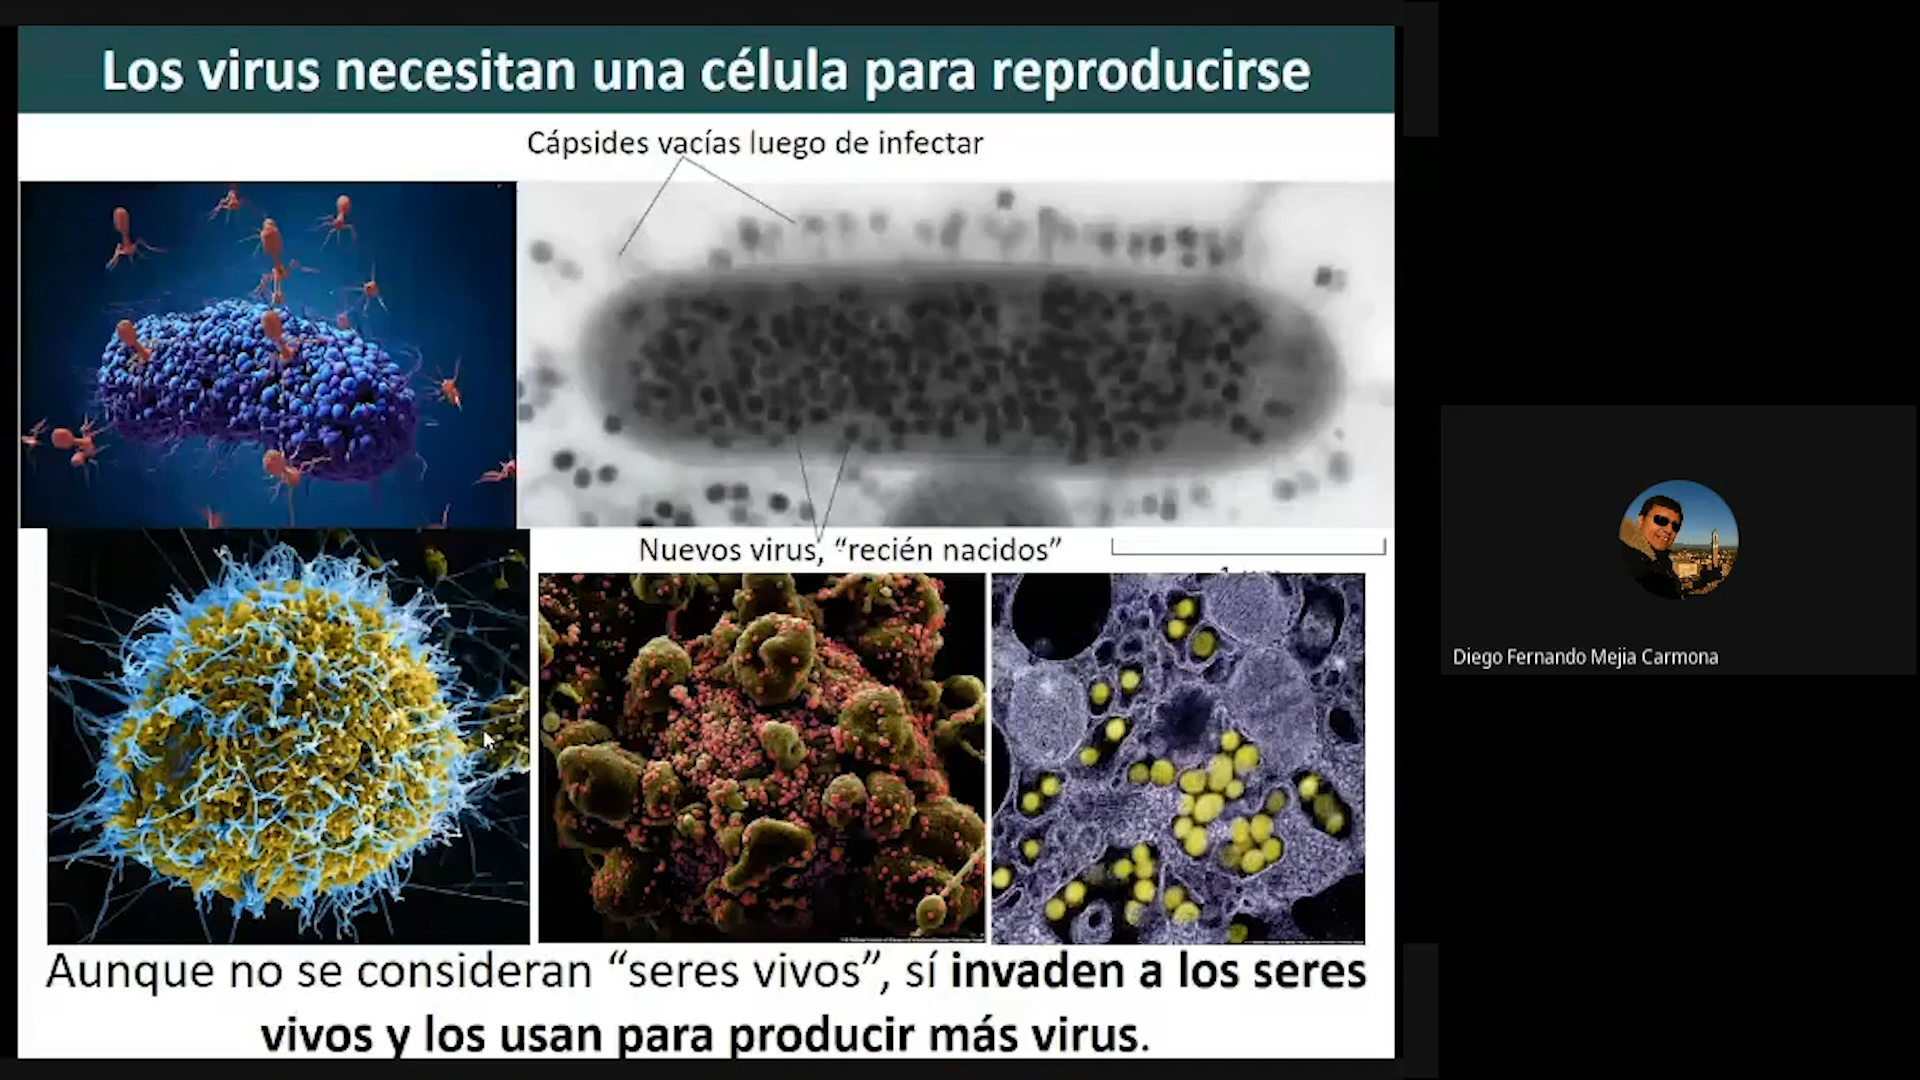 Los virus necesitan una célula para reproducirse
Cápsides vacías luego de infectar
Nuevos virus, “recién nacidos”
Diego Fernando Mejia Carmona
Aunque no se consideran “seres vivos”, sí invaden a los seres
vivos y los usan para producir más virus.